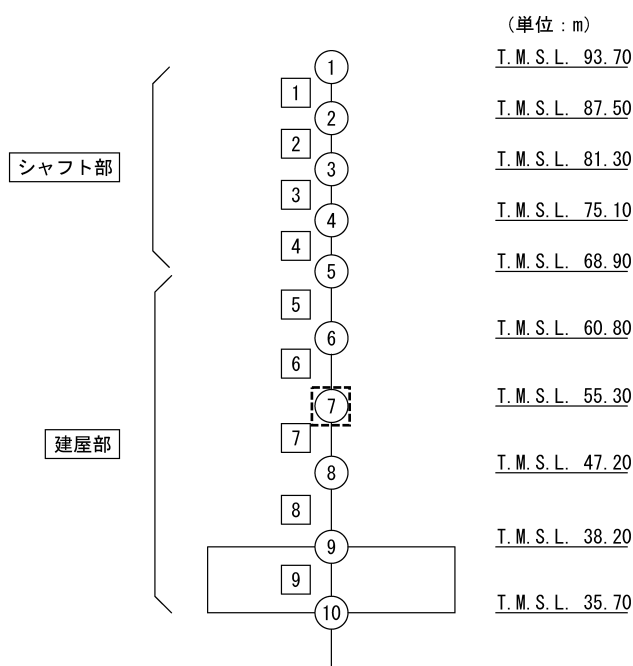 (単位:m)
① T.M.S.L. 93.70
1
② T.M.S.L. 87.50
2
シャフト部
③ T.M.S.L. 81.30
3
④ T.M.S.L. 75.10
4
⑤ T.M.S.L. 68.90
5
⑥ T.M.S.L. 60.80
6
⑦ T.M.S.L. 55.30
7
建屋部
⑧ T.M.S.L. 47.20
8
⑨ T.M.S.L. 38.20
9
⑩ T.M.S.L. 35.70